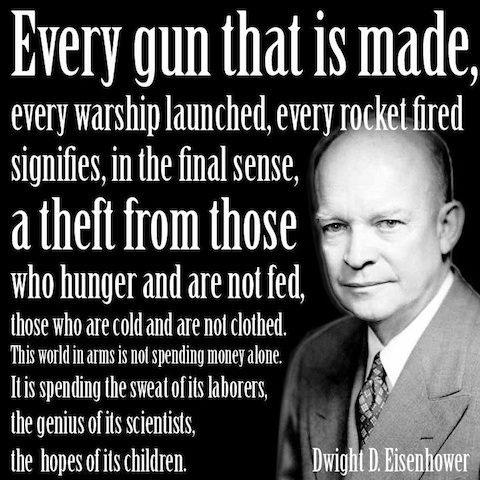 Every gun that is made,
every warship launched, every rocket fired
signifies, in the final sense,
a theft from those
who hunger and are not fed,
those who are cold and are not clothed.
This world in arms is not spending money alone.
It is spending the sweat of its laborers,
the genius of its scientists,
the hopes of its children.
Dwight D. Eisenhower